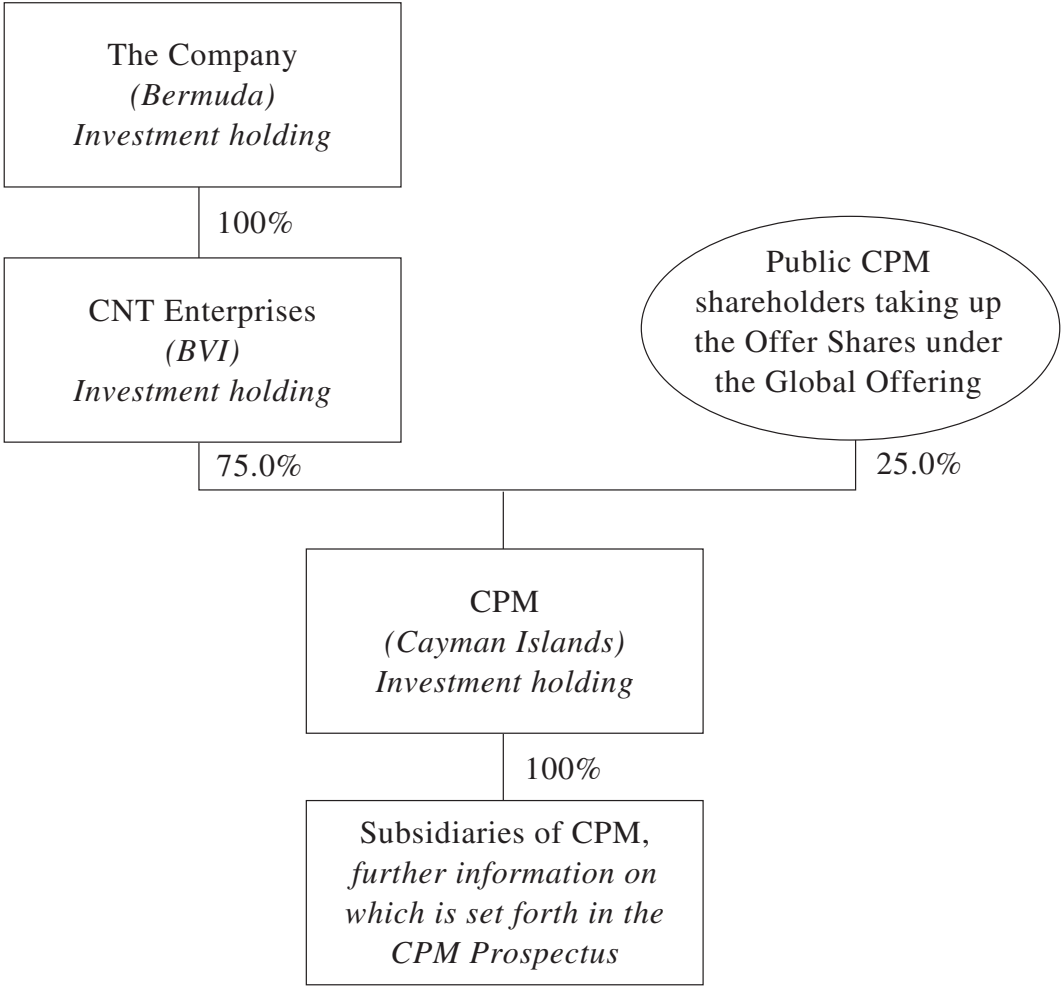 The Company
(Bermuda)
Investment holding
100%
CNT Enterprises
(BVI)
Investment holding
Public CPM
shareholders taking up
the Offer Shares under
the Global Offering
75.0%
25.0%
CPM
(Cayman Islands)
Investment holding
100%
Subsidiaries of CPM,
further information on
which is set forth in the
CPM Prospectus